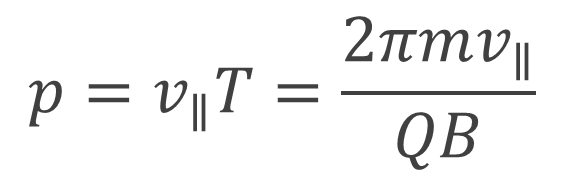 p = v∥T = 2πmv∥ / QB